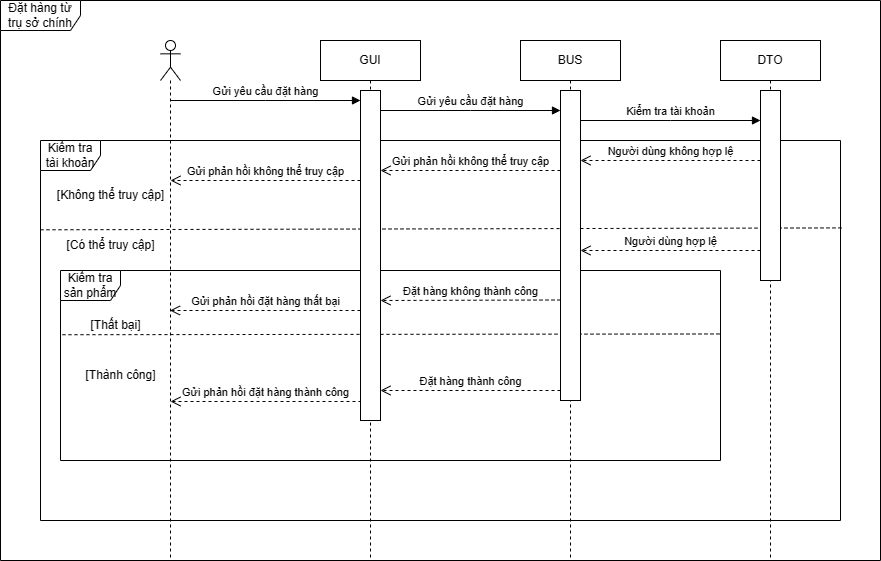 Đặt hàng từ
trụ sở chính
GUI
BUS
DTO
Gửi yêu cầu đặt hàng
Gửi yêu cầu đặt hàng
Kiểm tra tài khoản
Kiểm tra
tài khoản
Người dùng không hợp lệ
Gửi phản hồi không thể truy cập
Gửi phản hồi không thể truy cập
[Không thể truy cập]
[Có thể truy cập]
Người dùng hợp lệ
Kiểm tra
sản phẩm
Đặt hàng không thành công
Gửi phản hồi đặt hàng thất bại
[Thất bại]
[Thành công]
Đặt hàng thành công
Gửi phản hồi đặt hàng thành công